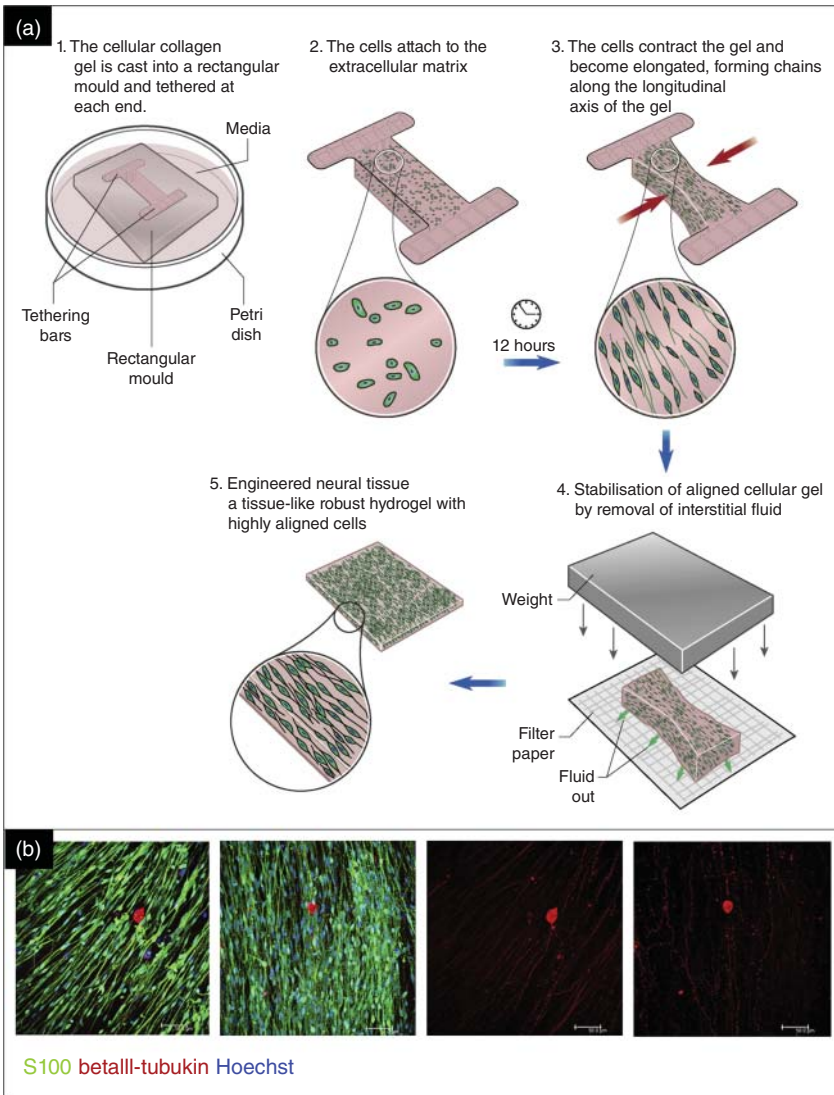 (a)
1. The cellular collagen
gel is cast into a rectangular
mould and tethered at
each end.
Media
Tethering
bars
Rectangular
mould
Petri
dish
2. The cells attach to the
extracellular matrix
12 hours
3. The cells contract the gel and
become elongated, forming chains
along the longitudinal
axis of the gel
4. Stabilisation of aligned cellular gel
by removal of interstitial fluid
Weight
Filter
paper
Fluid
out
5. Engineered neural tissue
a tissue-like robust hydrogel with
highly aligned cells
(b)
S100 betalll-tubukin Hoechst